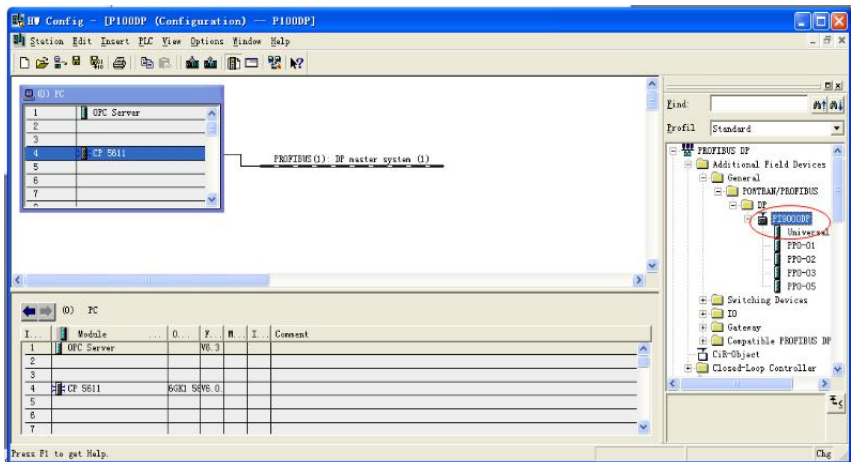 HW Config - [P100DP (Configuration) -- P100DP]
Station Edit Insert PLC View Options Window Help
(0) PC
1 OPC Server
2
3
4 CP 5611
5
6
7
PROFIBUS(1): DP master system (1)
Find:
Profil Standard
PROFIBUS DP
Additional Field Devices
General
POWTRAN/PROFIBUS
DP
PI9000DP
Universal
PPO-01
PPO-02
PPO-03
PPO-05
Switching Devices
IO
Gateway
Compatible PROFIBUS DP
CiR-Object
Closed-Loop Controller
(0) PC
I... Module ... O... F... M... I... Comment
1 OPC Server V6.3
2
3
4 CP 5611 6GK1 56 V6.0.
5
6
7
Press F1 to get Help.
Chg